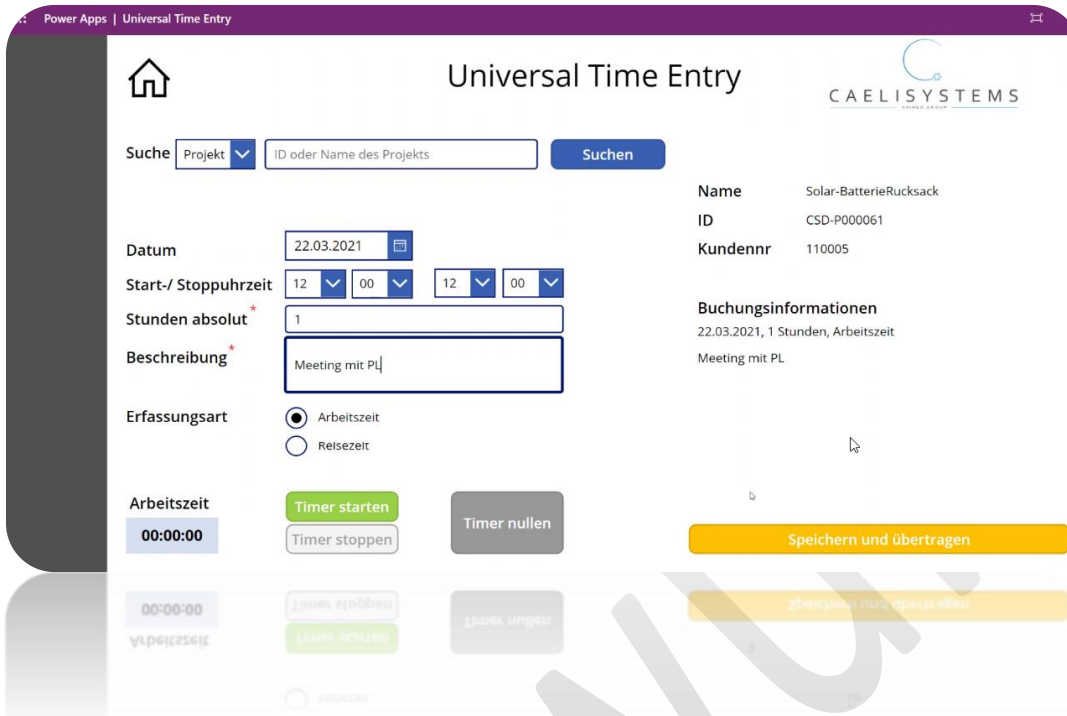 Power Apps | Universal Time Entry
Universal Time Entry
CAELISYSTEMS
Suche Projekt ID oder Name des Projekts Suchen
Name Solar-BatterieRucksack
ID CSD-P000061
Kundennr 110005
Datum 22.03.2021
Start-/ Stoppuhrzeit 12 00 12 00
Stunden absolut* 1
Beschreibung* Meeting mit PL
Buchungsinformationen
22.03.2021, 1 Stunden, Arbeitszeit
Meeting mit PL
Erfassungsart Arbeitszeit
Reisezeit
Arbeitszeit Timer starten
00:00:00 Timer stoppen
Timer nullen
Speichern und übertragen